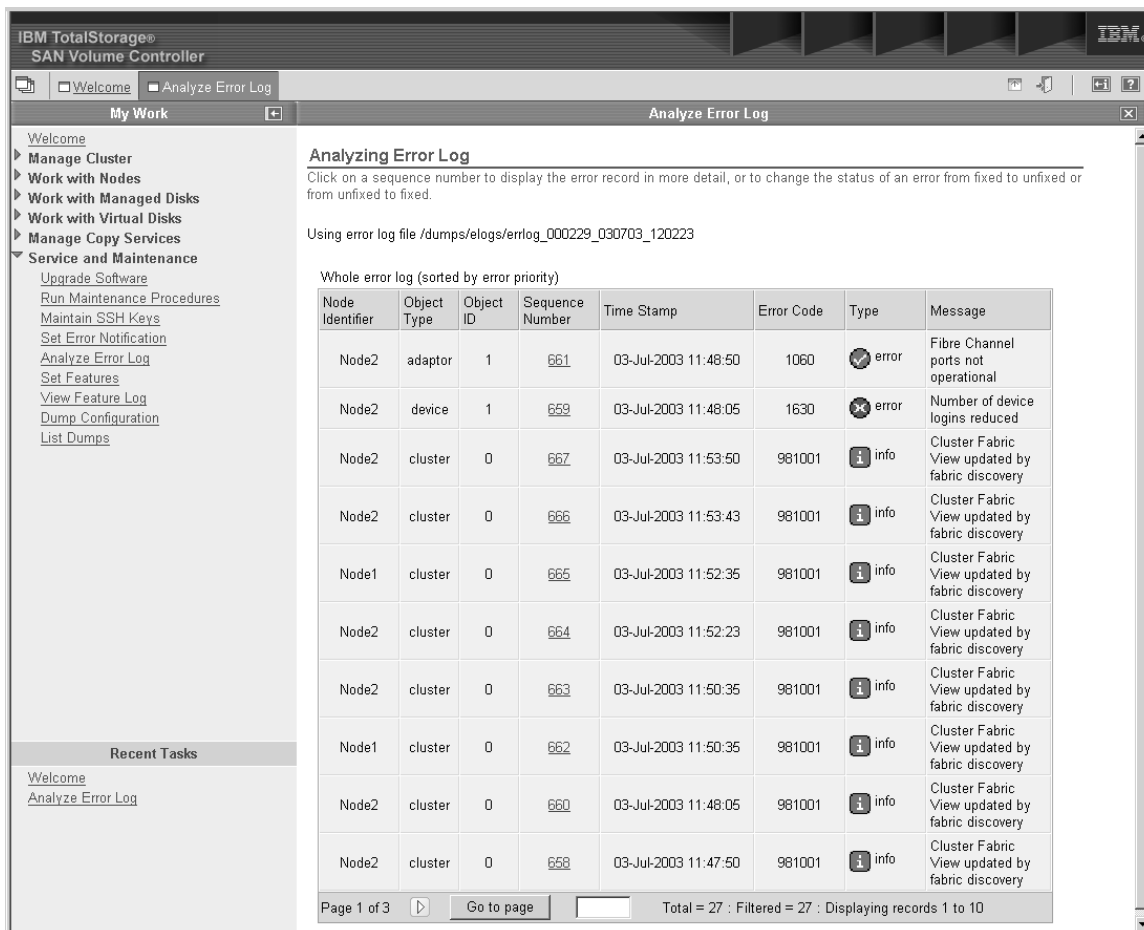 IBM TotalStorage®
SAN Volume Controller
IBM.
Welcome
Analyze Error Log
My Work
Analyze Error Log
Welcome
Manage Cluster
Work with Nodes
Work with Managed Disks
Work with Virtual Disks
Manage Copy Services
Service and Maintenance
Upgrade Software
Run Maintenance Procedures
Maintain SSH Keys
Set Error Notification
Analyze Error Log
Set Features
View Feature Log
Dump Configuration
List Dumps
Recent Tasks
Welcome
Analyze Error Log
Analyzing Error Log
Click on a sequence number to display the error record in more detail, or to change the status of an error from fixed to unfixed or
from unfixed to fixed.
Using error log file /dumps/elogs/errlog_000229_030703_120223
Whole error log (sorted by error priority)
Node Identifier Object Type Object ID Sequence Number Time Stamp Error Code Type Message
Node2 adaptor 1 661 03-Jul-2003 11:48:50 1060 error Fibre Channel ports not operational
Node2 device 1 659 03-Jul-2003 11:48:05 1630 error Number of device logins reduced
Node2 cluster 0 667 03-Jul-2003 11:53:50 981001 info Cluster Fabric View updated by fabric discovery
Node2 cluster 0 666 03-Jul-2003 11:53:43 981001 info Cluster Fabric View updated by fabric discovery
Node1 cluster 0 665 03-Jul-2003 11:52:35 981001 info Cluster Fabric View updated by fabric discovery
Node2 cluster 0 664 03-Jul-2003 11:52:23 981001 info Cluster Fabric View updated by fabric discovery
Node2 cluster 0 663 03-Jul-2003 11:50:35 981001 info Cluster Fabric View updated by fabric discovery
Node1 cluster 0 662 03-Jul-2003 11:50:35 981001 info Cluster Fabric View updated by fabric discovery
Node2 cluster 0 660 03-Jul-2003 11:48:05 981001 info Cluster Fabric View updated by fabric discovery
Node2 cluster 0 658 03-Jul-2003 11:47:50 981001 info Cluster Fabric View updated by fabric discovery
Page 1 of 3 Go to page Total = 27 : Filtered = 27 : Displaying records 1 to 10